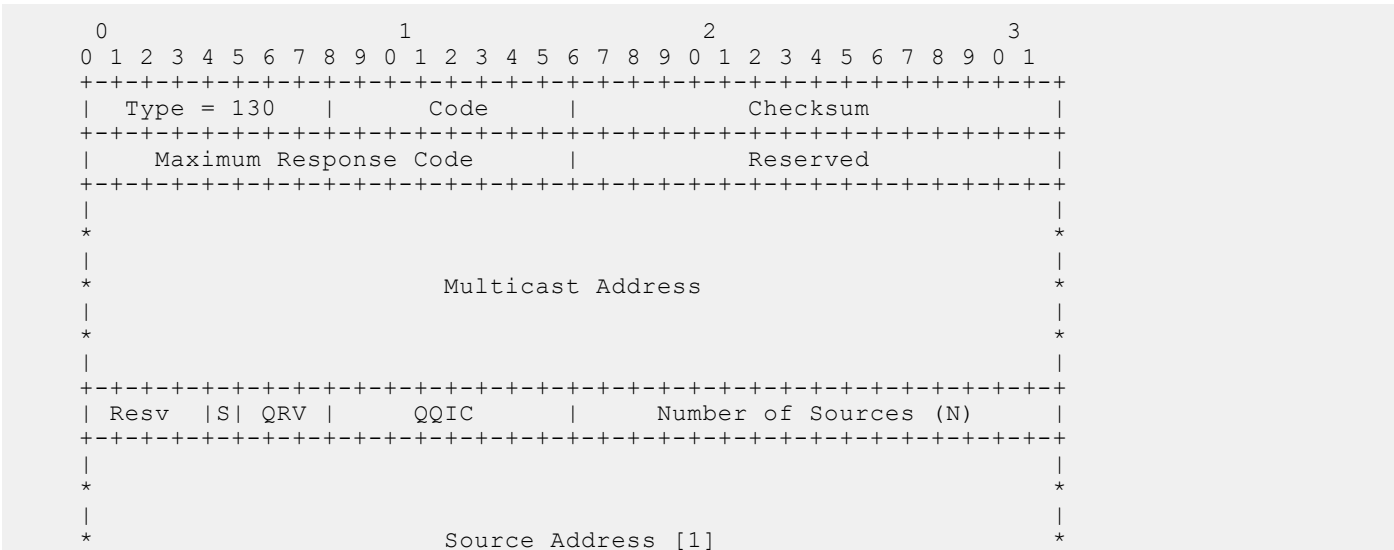 0                   1                   2                   3
0 1 2 3 4 5 6 7 8 9 0 1 2 3 4 5 6 7 8 9 0 1 2 3 4 5 6 7 8 9 0 1
+-+-+-+-+-+-+-+-+-+-+-+-+-+-+-+-+-+-+-+-+-+-+-+-+-+-+-+-+-+-+-+-+
|  Type = 130   |      Code     |           Checksum            |
+-+-+-+-+-+-+-+-+-+-+-+-+-+-+-+-+-+-+-+-+-+-+-+-+-+-+-+-+-+-+-+-+
|    Maximum Response Code      |           Reserved            |
+-+-+-+-+-+-+-+-+-+-+-+-+-+-+-+-+-+-+-+-+-+-+-+-+-+-+-+-+-+-+-+-+
|                                                               |
*                                                               *
|                                                               |
*                       Multicast Address                       *
|                                                               |
*                                                               *
|                                                               |
+-+-+-+-+-+-+-+-+-+-+-+-+-+-+-+-+-+-+-+-+-+-+-+-+-+-+-+-+-+-+-+-+
| Resv  |S| QRV |     QQIC      |     Number of Sources (N)     |
+-+-+-+-+-+-+-+-+-+-+-+-+-+-+-+-+-+-+-+-+-+-+-+-+-+-+-+-+-+-+-+-+
|                                                               |
*                                                               *
|                                                               |
*                       Source Address [1]                      *